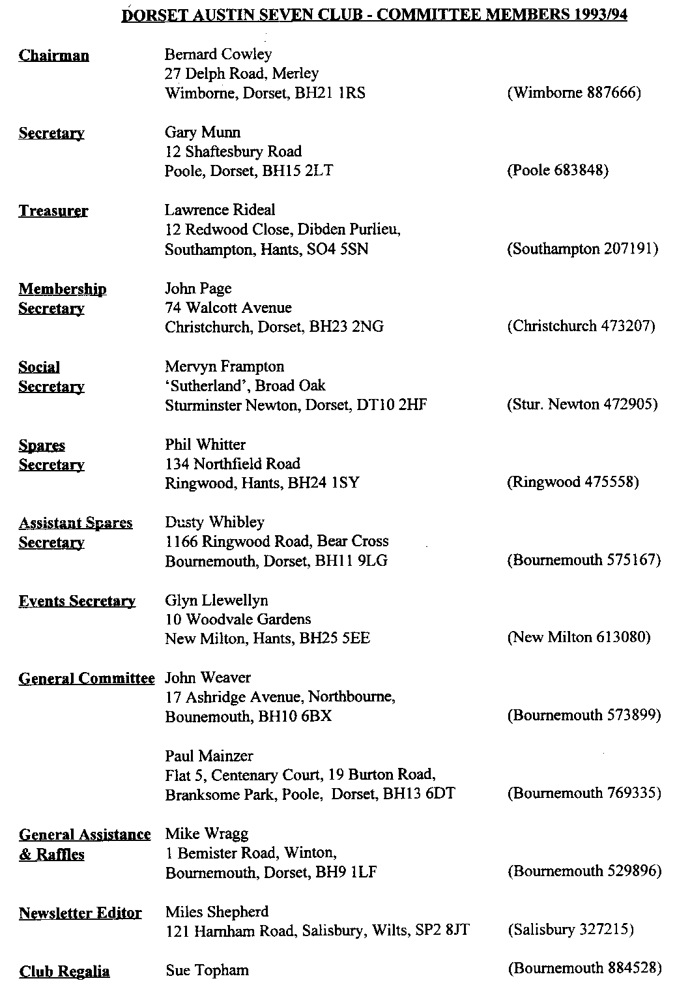 DORSET AUSTIN SEVEN CLUB - COMMITTEE MEMBERS 1993/94
Chairman Bernard Cowley
27 Delph Road, Merley
Wimborne, Dorset, BH21 1RS (Wimborne 887666)
Secretary Gary Munn
12 Shaftesbury Road
Poole, Dorset, BH15 2LT (Poole 683848)
Treasurer Lawrence Rideal
12 Redwood Close, Dibden Purlieu,
Southampton, Hants, SO4 5SN (Southampton 207191)
Membership John Page
Secretary 74 Walcott Avenue
Christchurch, Dorset, BH23 2NG (Christchurch 473207)
Social Mervyn Frampton
Secretary ‘Sutherland’, Broad Oak
Sturminster Newton, Dorset, DT10 2HF (Stur. Newton 472905)
Spares Phil Whitter
Secretary 134 Northfield Road
Ringwood, Hants, BH24 1SY (Ringwood 475558)
Assistant Spares Dusty Whibley
Secretary 1166 Ringwood Road, Bear Cross
Bournemouth, Dorset, BH11 9LG (Bournemouth 575167)
Events Secretary Glyn Llewellyn
10 Woodvale Gardens
New Milton, Hants, BH25 5EE (New Milton 613080)
General Committee John Weaver
17 Ashridge Avenue, Northbourne,
Bounemouth, BH10 6BX (Bournemouth 573899)
Paul Mainzer
Flat 5, Centenary Court, 19 Burton Road,
Branksome Park, Poole, Dorset, BH13 6DT (Bournemouth 769335)
General Assistance Mike Wragg
& Raffles 1 Bemister Road, Winton,
Bournemouth, Dorset, BH9 1LF (Bournemouth 529896)
Newsletter Editor Miles Shepherd
121 Harnham Road, Salisbury, Wilts, SP2 8JT (Salisbury 327215)
Club Regalia Sue Topham (Bournemouth 884528)